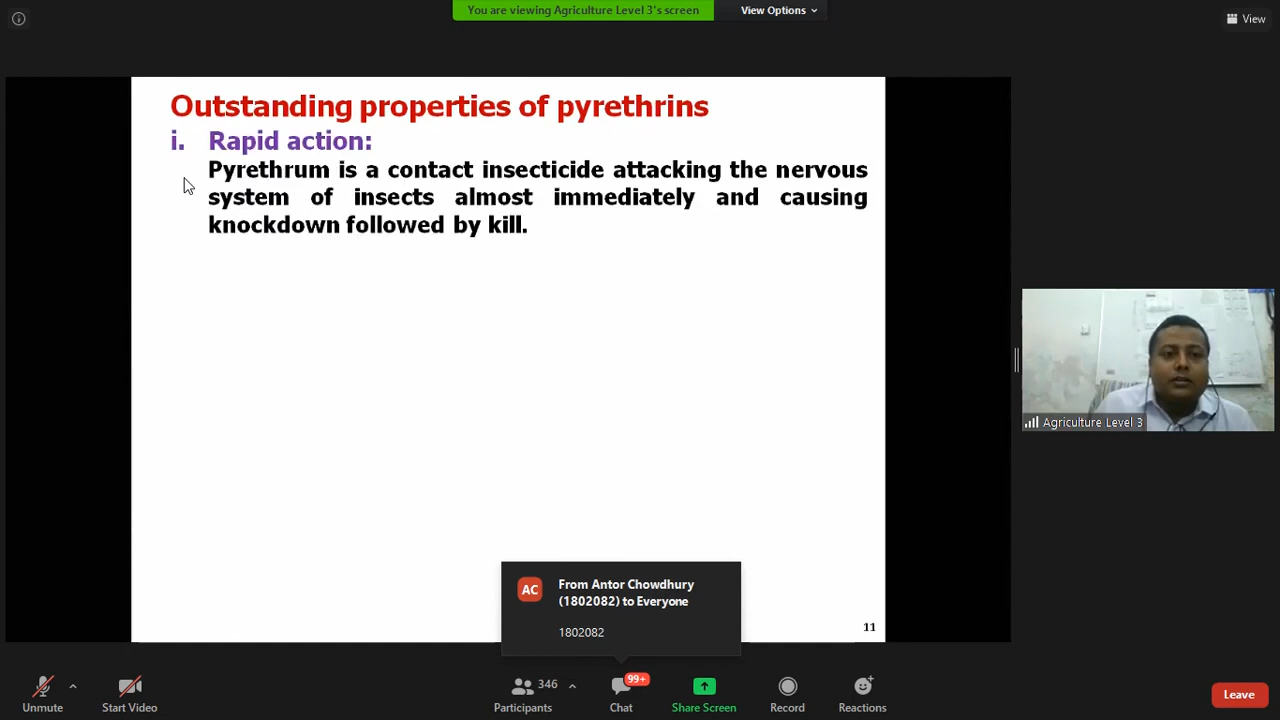 You are viewing Agriculture Level 3's screen
View Options
View
Outstanding properties of pyrethrins
i. Rapid action:
Pyrethrum is a contact insecticide attacking the nervous
system of insects almost immediately and causing
knockdown followed by kill.
Agriculture Level 3
AC
From Antor Chowdhury
(1802082) to Everyone
1802082
11
Unmute
Start Video
346
Participants
99+
Chat
Share Screen
Record
Reactions
Leave